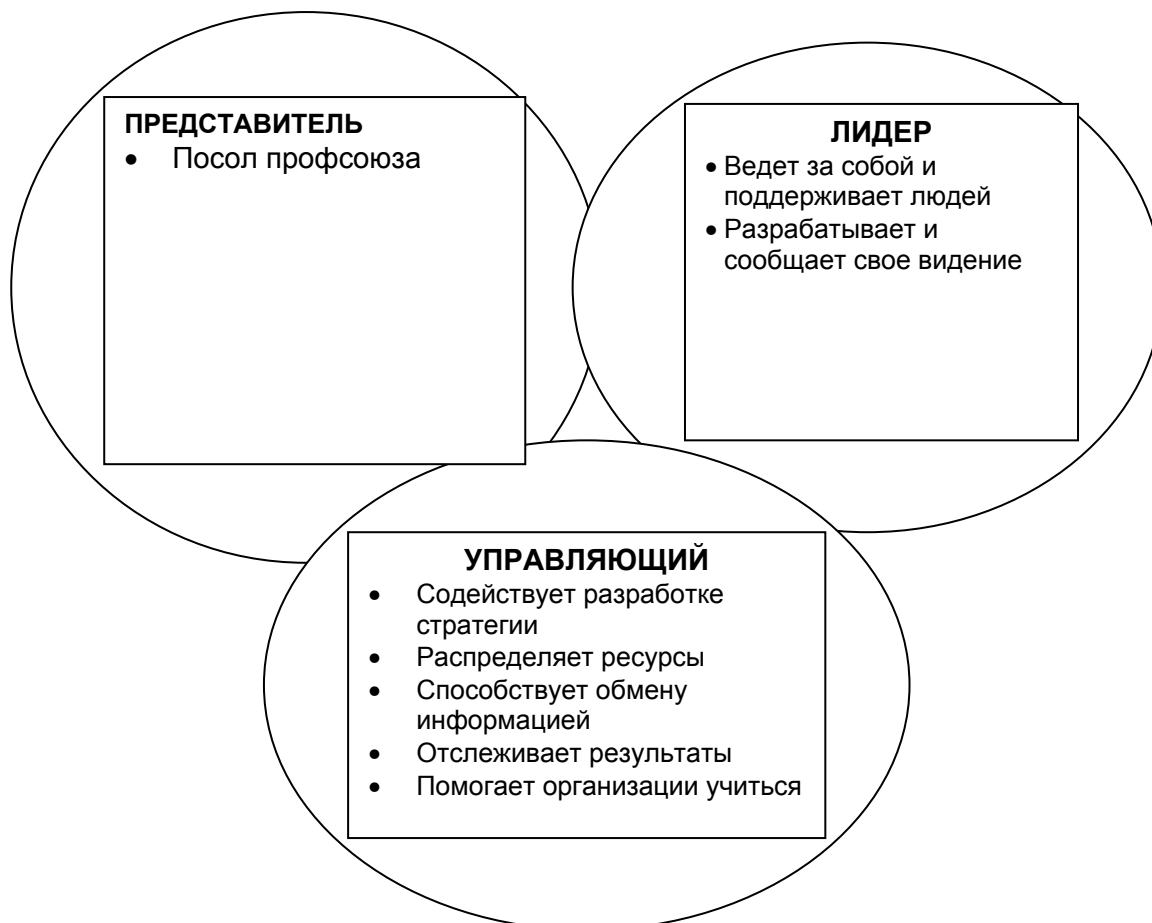 ПРЕДСТАВИТЕЛЬ
• Посол профсоюза
ЛИДЕР
• Ведет за собой и
поддерживает людей
• Разрабатывает и
сообщает свое видение
УПРАВЛЯЮЩИЙ
• Содействует разработке
стратегии
• Распределяет ресурсы
• Способствует обмену
информацией
• Отслеживает результаты
• Помогает организации учиться